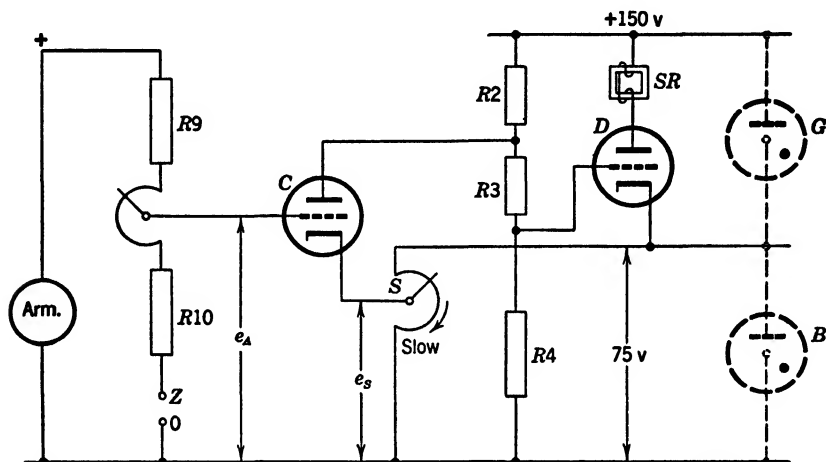 +150 v
+
R9
R2
SR
D
G
C
R3
Arm.
R10
S
Slow
e_A
e_S
R4
75 v
B
Z
0